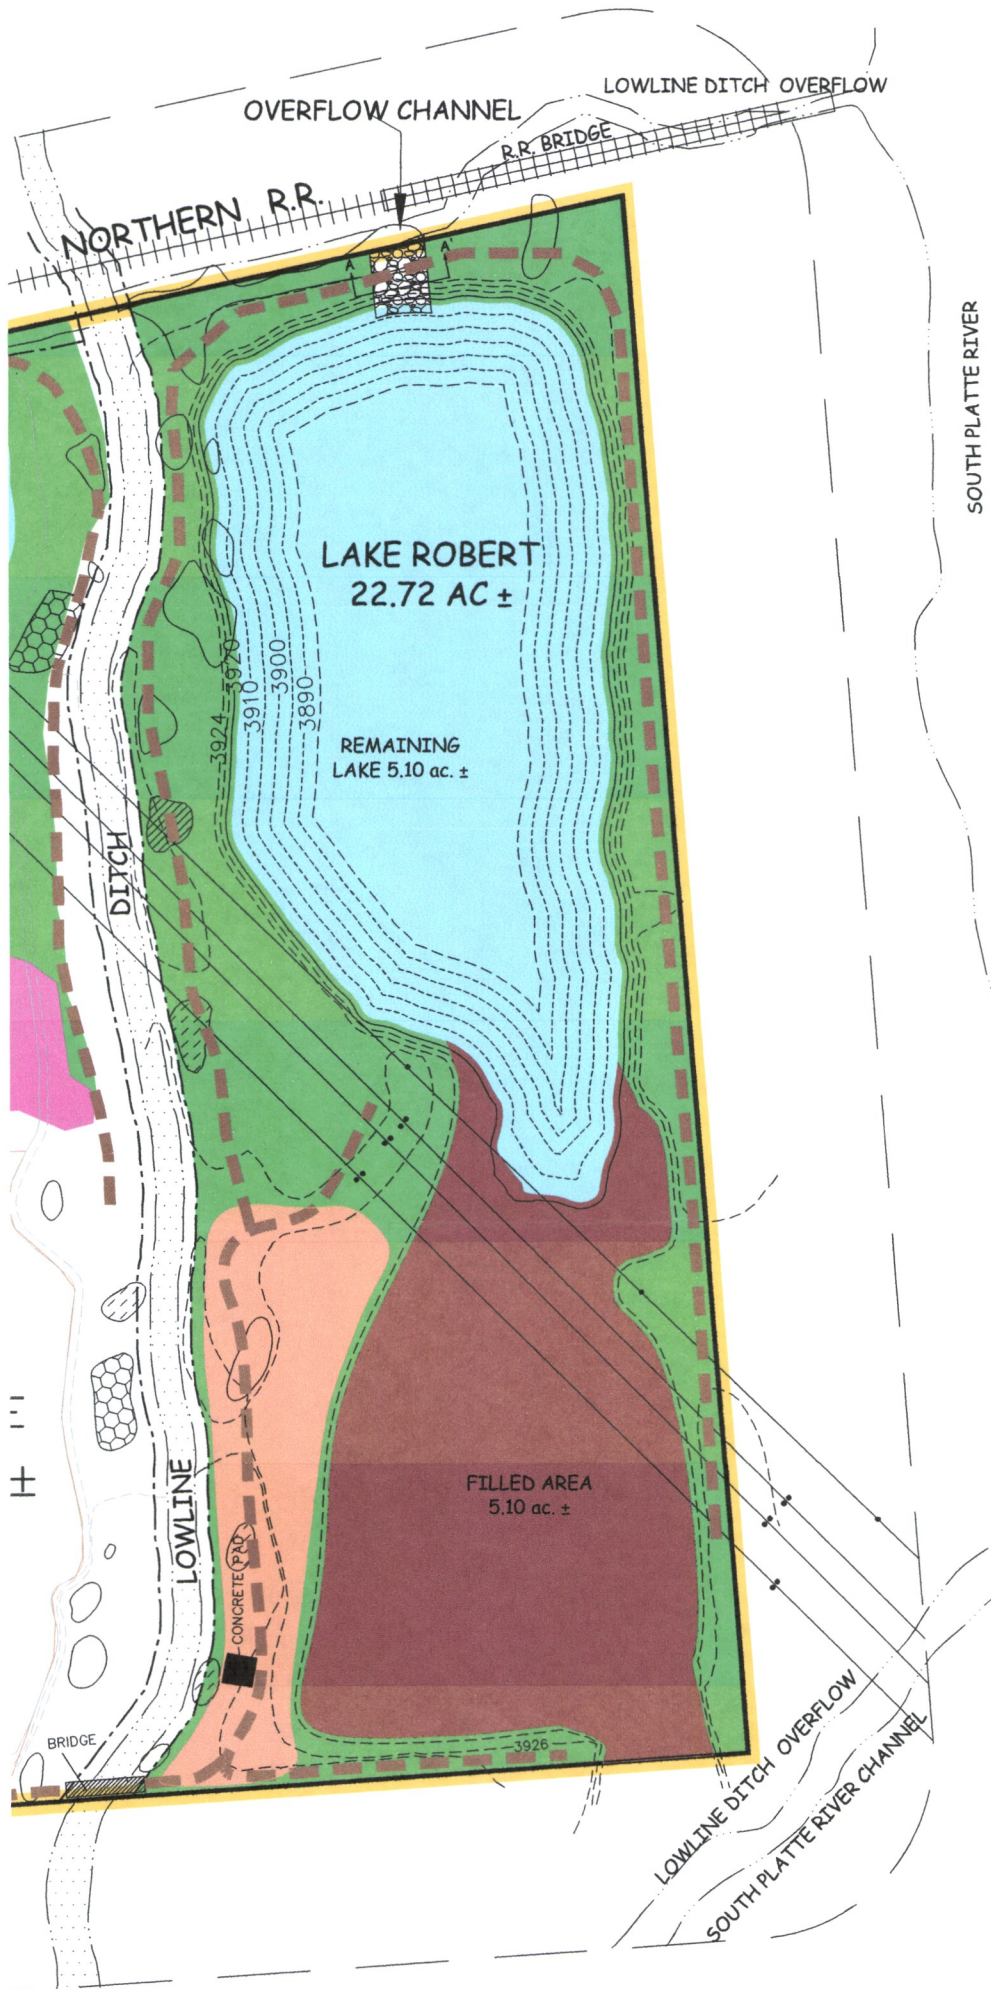 LOWLINE DITCH OVERFLOW
OVERFLOW CHANNEL
R.R. BRIDGE
NORTHERN R.R.
A
A'
SOUTH PLATTE RIVER
LAKE ROBERT
22.72 AC ±
3924
3920
3910
3900
3890
REMAINING
LAKE 5.10 ac. ±
DITCH
FILLED AREA
5.10 ac. ±
LOWLINE
CONCRETE PAD
BRIDGE
3926
LOWLINE DITCH OVERFLOW
SOUTH PLATTE RIVER CHANNEL